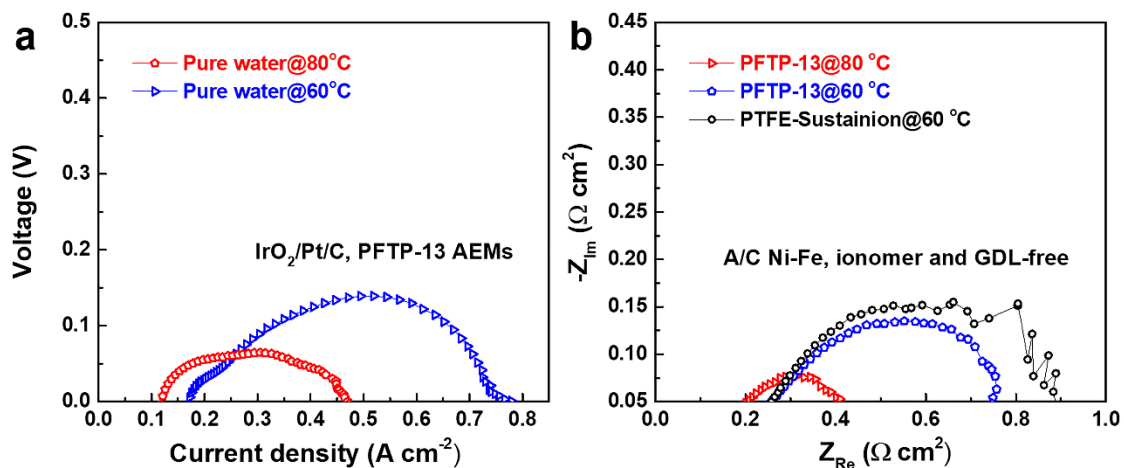 a
Pure water@80°C
Pure water@60°C
IrO₂/Pt/C, PFTP-13 AEMs
Voltage (V)
0.5
0.4
0.3
0.2
0.1
0.0
0.0 0.1 0.2 0.3 0.4 0.5 0.6 0.7 0.8
Current density (A cm⁻²)
b
PFTP-13@80 °C
PFTP-13@60 °C
PTFE-Sustainion@60 °C
A/C Ni-Fe, ionomer and GDL-free
-Z_Im (Ω cm²)
0.45
0.40
0.35
0.30
0.25
0.20
0.15
0.10
0.05
0.0 0.2 0.4 0.6 0.8 1.0
Z_Re (Ω cm²)